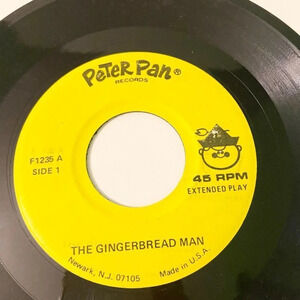 Peter Pan®
RECORDS
F1235 A
SIDE 1
45 RPM
EXTENDED PLAY
THE GINGERBREAD MAN
Newark, N.J. 07105 Made in U.S.A.